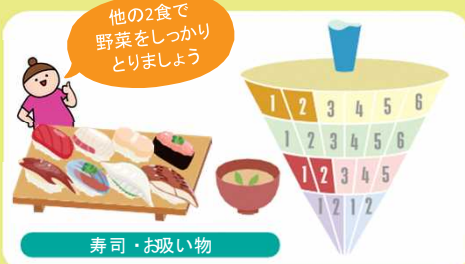 他の2食で
野菜をしっかり
とりましょう
1 2 3 4 5 6
1 2 3 4 5 6
1 2 3 4 5
1 2 1 2
寿司・お吸い物